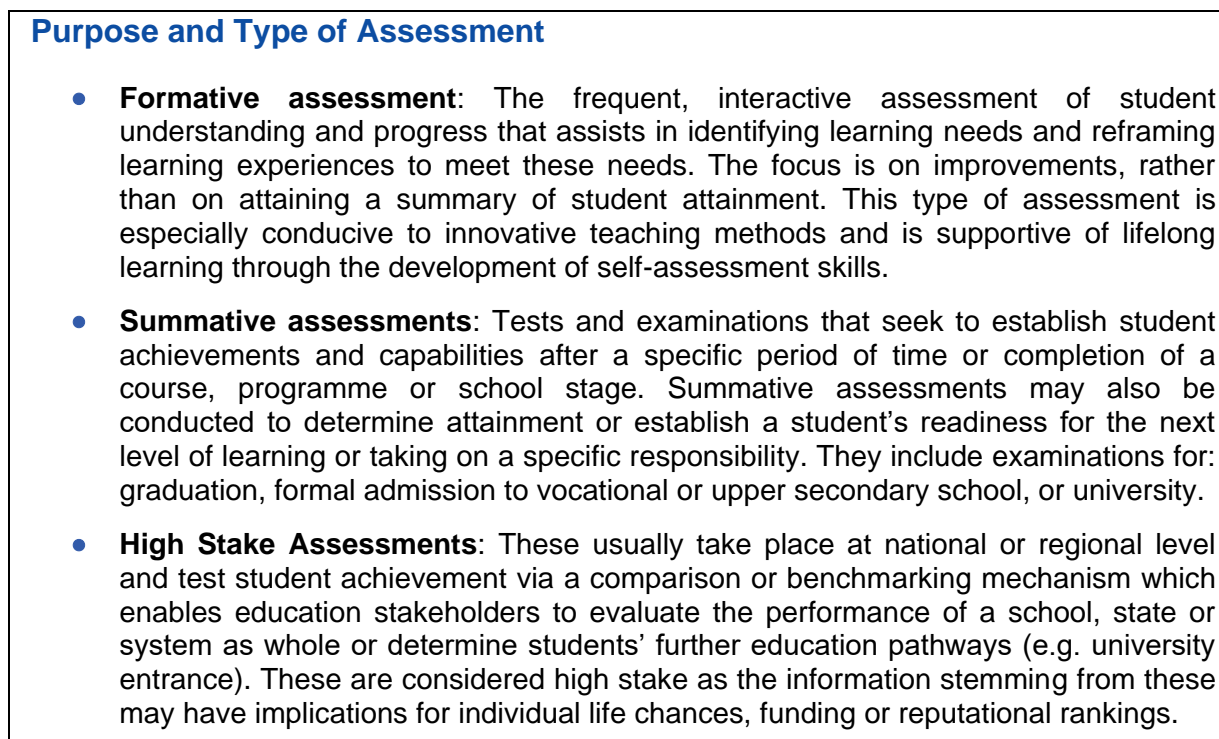 Purpose and Type of Assessment
● Formative assessment: The frequent, interactive assessment of student
understanding and progress that assists in identifying learning needs and reframing
learning experiences to meet these needs. The focus is on improvements, rather
than on attaining a summary of student attainment. This type of assessment is
especially conducive to innovative teaching methods and is supportive of lifelong
learning through the development of self-assessment skills.
● Summative assessments: Tests and examinations that seek to establish student
achievements and capabilities after a specific period of time or completion of a
course, programme or school stage. Summative assessments may also be
conducted to determine attainment or establish a student’s readiness for the next
level of learning or taking on a specific responsibility. They include examinations for:
graduation, formal admission to vocational or upper secondary school, or university.
● High Stake Assessments: These usually take place at national or regional level
and test student achievement via a comparison or benchmarking mechanism which
enables education stakeholders to evaluate the performance of a school, state or
system as whole or determine students’ further education pathways (e.g. university
entrance). These are considered high stake as the information stemming from these
may have implications for individual life chances, funding or reputational rankings.